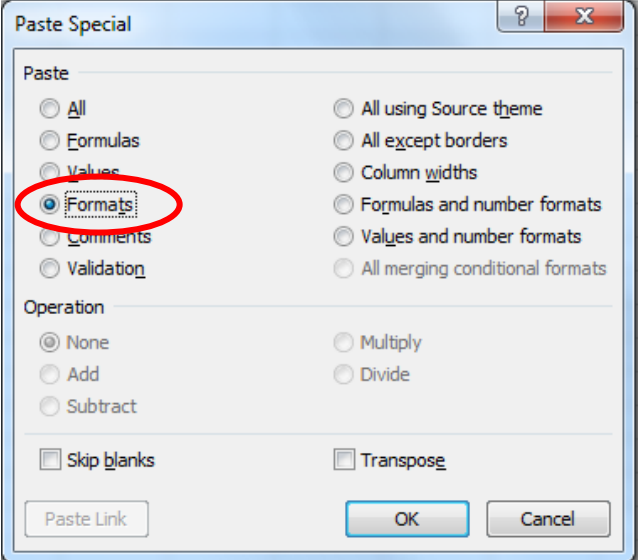 Paste Special
?
Paste
All
All using Source theme
Formulas
All except borders
Values
Column widths
Formats
Formulas and number formats
Comments
Values and number formats
Validation
All merging conditional formats
Operation
None
Multiply
Add
Divide
Subtract
Skip blanks
Transpose
Paste Link
OK
Cancel